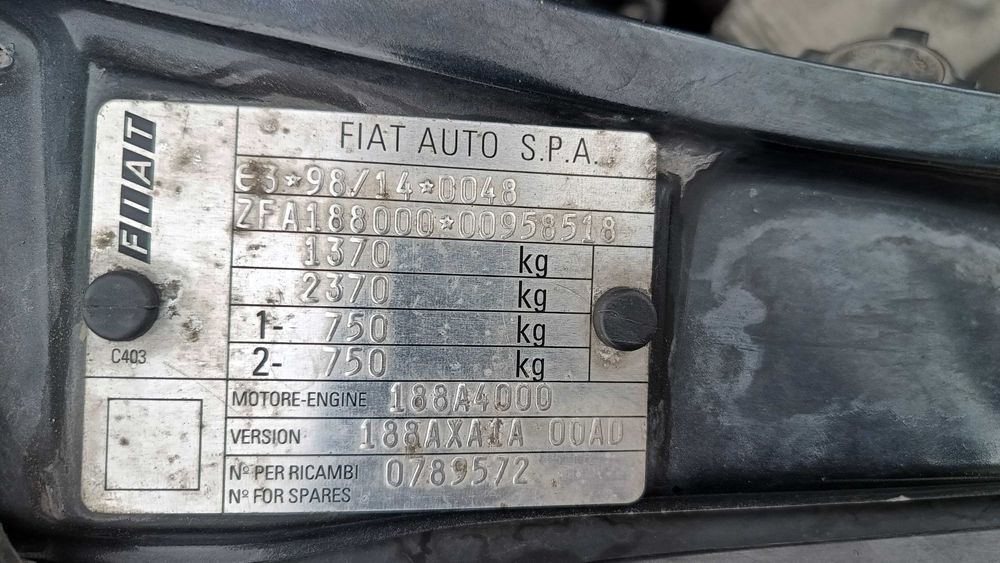 FIAT
FIAT AUTO S.P.A.
e3*98/14*0048
ZFA188000*00958518
1370 kg
2370 kg
1- 750 kg
2- 750 kg
C403
MOTORE-ENGINE 188A4000
VERSION 188AXA1A 00AD
Nº PER RICAMBI 0789572
Nº FOR SPARES